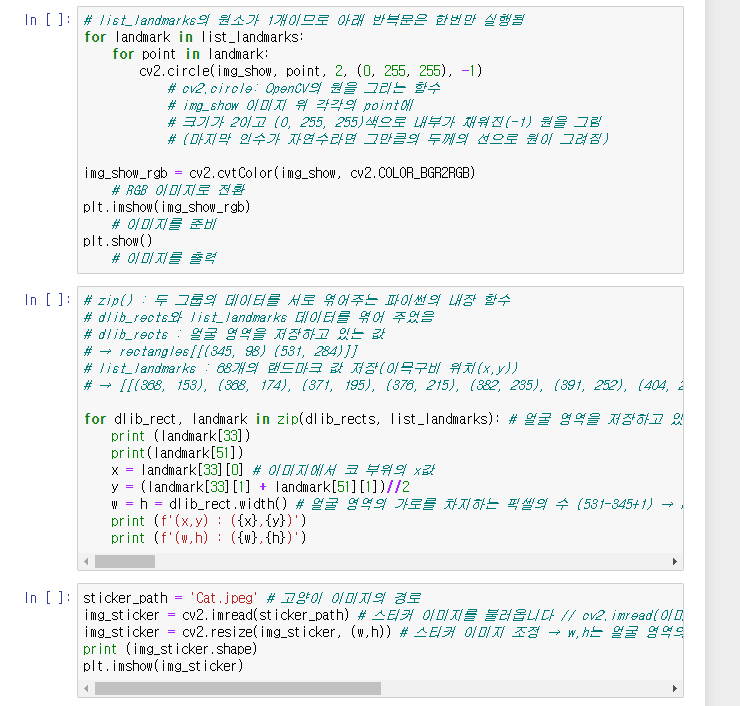 In [ ]: # list_landmarks의 원소가 1개이므로 아래 반복문은 한번만 실행됨
for landmark in list_landmarks:
    for point in landmark:
        cv2.circle(img_show, point, 2, (0, 255, 255), -1)
            # cv2.circle: OpenCV의 원을 그리는 함수
            # img_show 이미지 위 각각의 point에
            # 크기가 2이고 (0, 255, 255)색으로 내부가 채워진(-1) 원을 그림
            # (마지막 인수가 자연수라면 그만큼의 두께의 선으로 원이 그려짐)
img_show_rgb = cv2.cvtColor(img_show, cv2.COLOR_BGR2RGB)
    # RGB 이미지로 전환
plt.imshow(img_show_rgb)
    # 이미지를 준비
plt.show()
    # 이미지를 출력
In [ ]: # zip() : 두 그룹의 데이터를 서로 엮어주는 파이썬의 내장 함수
# dlib_rects와 list_landmarks 데이터를 엮어 주었음
# dlib_rects : 얼굴 영역을 저장하고 있는 값
# → rectangles[[(345, 98) (531, 284)]]
# list_landmarks : 68개의 랜드마크 값 저장(이목구비 위치(x,y))
# → [[(368, 153), (368, 174), (371, 195), (376, 215), (382, 235), (391, 252), (404, 2
for dlib_rect, landmark in zip(dlib_rects, list_landmarks): # 얼굴 영역을 저장하고 있
    print (landmark[33])
    print(landmark[51])
    x = landmark[33][0] # 이미지에서 코 부위의 x값
    y = (landmark[33][1] + landmark[51][1])//2
    w = h = dlib_rect.width() # 얼굴 영역의 가로를 차지하는 픽셀의 수 (531-345+1) →
    print (f'(x,y) : ({x},{y})')
    print (f'(w,h) : ({w},{h})')
In [ ]: sticker_path = 'Cat.jpeg' # 고양이 이미지의 경로
img_sticker = cv2.imread(sticker_path) # 스티커 이미지를 불러옵니다 // cv2.imread(이미
img_sticker = cv2.resize(img_sticker, (w,h)) # 스티커 이미지 조정 → w,h는 얼굴 영역의
print (img_sticker.shape)
plt.imshow(img_sticker)